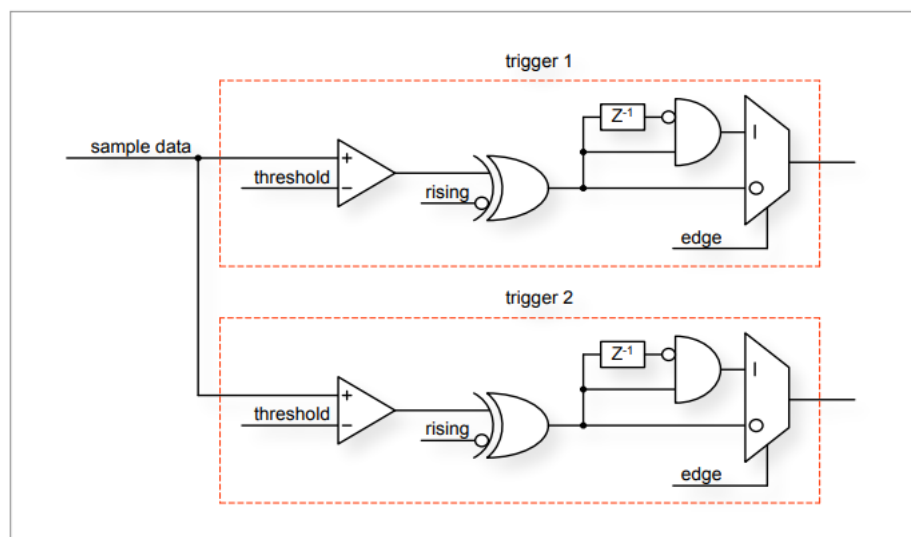 trigger 1
Z-1
I
sample data
+
threshold
−
rising
O
edge
trigger 2
Z-1
I
+
threshold
−
rising
O
edge